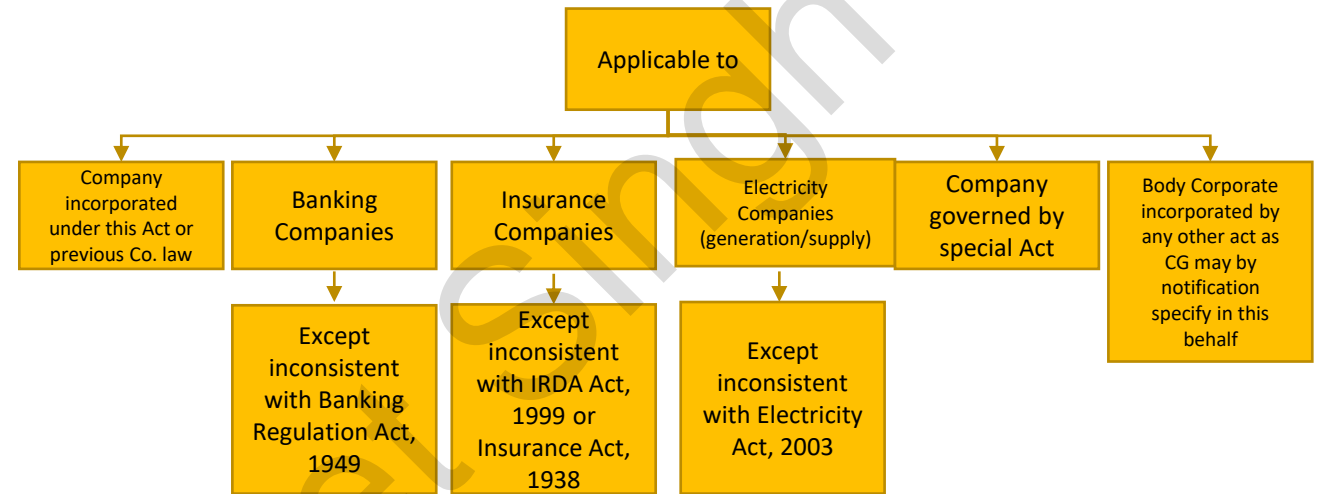 Applicable to
Company
incorporated
under this Act or
previous Co. law
Banking
Companies
Insurance
Companies
Electricity
Companies
(generation/supply)
Company
governed by
special Act
Body Corporate
incorporated by
any other act as
CG may by
notification
specify in this
behalf
Except
inconsistent
with Banking
Regulation Act,
1949
Except
inconsistent
with IRDA Act,
1999 or
Insurance Act,
1938
Except
inconsistent
with Electricity
Act, 2003
Singh